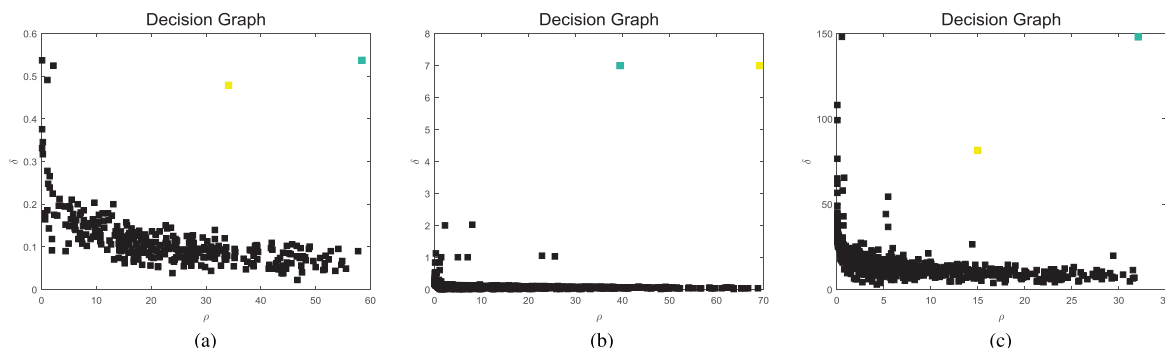 Decision Graph
0.6
0.5
0.4
0.3
0.2
0.1
0
δ
0 10 20 30 40 50 60
ρ
(a)
Decision Graph
8
7
6
5
4
3
2
1
0
δ
0 10 20 30 40 50 60 70
ρ
(b)
Decision Graph
150
100
50
0
δ
0 5 10 15 20 25 30 35
ρ
(c)